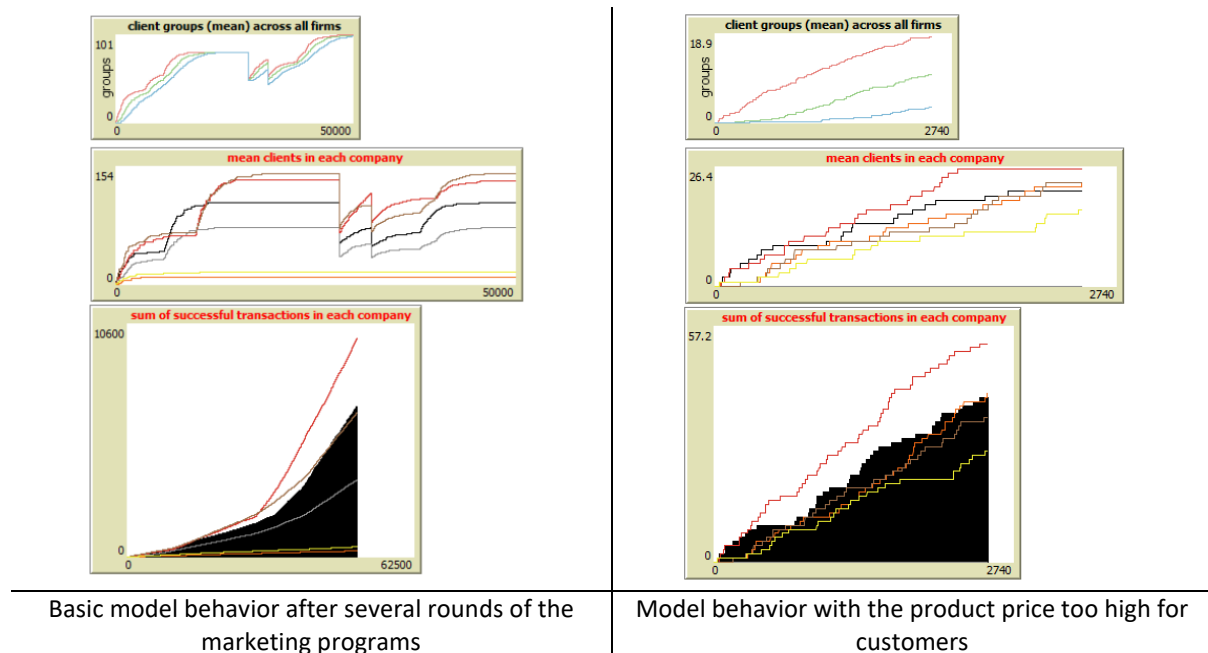 client groups (mean) across all firms
101
groups
0
0
50000
mean clients in each company
154
0
0
50000
sum of successful transactions in each company
10600
0
0
62500
Basic model behavior after several rounds of the
marketing programs
client groups (mean) across all firms
18.9
groups
0
0
2740
mean clients in each company
26.4
0
0
2740
sum of successful transactions in each company
57.2
0
0
2740
Model behavior with the product price too high for
customers